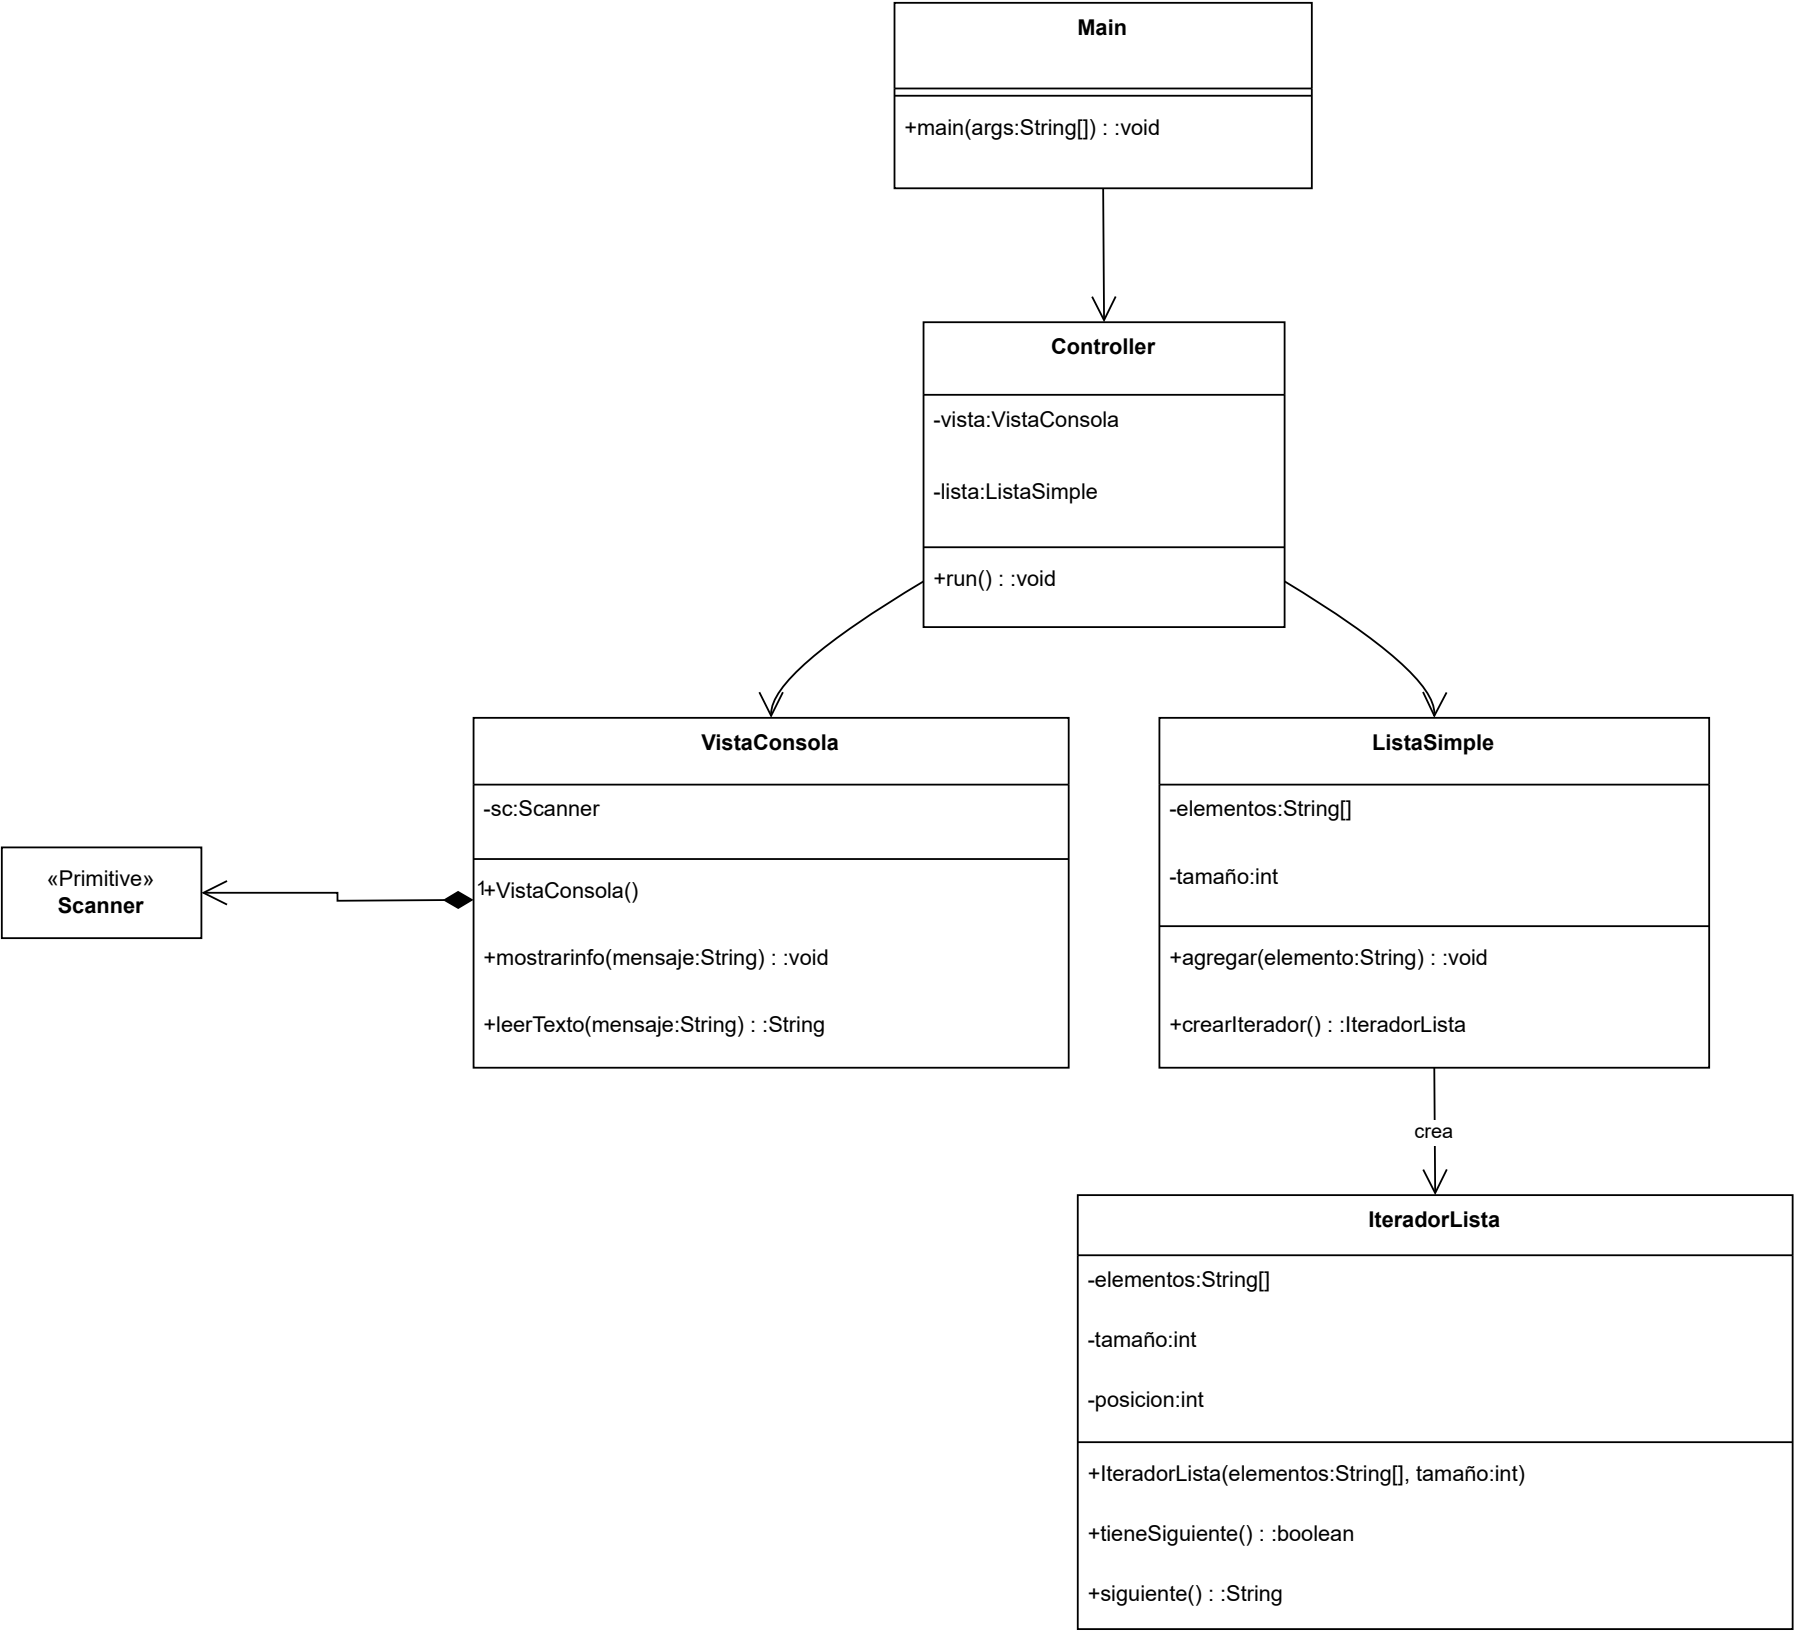 Main
+main(args:String[]) : :void
Controller
-vista:VistaConsola
-lista:ListaSimple
+run() : :void
VistaConsola
-sc:Scanner
+VistaConsola()
+mostrarinfo(mensaje:String) : :void
+leerTexto(mensaje:String) : :String
1
«Primitive»
Scanner
ListaSimple
-elementos:String[]
-tamaño:int
+agregar(elemento:String) : :void
+crearIterador() : :IteradorLista
crea
IteradorLista
-elementos:String[]
-tamaño:int
-posicion:int
+IteradorLista(elementos:String[], tamaño:int)
+tieneSiguiente() : :boolean
+siguiente() : :String